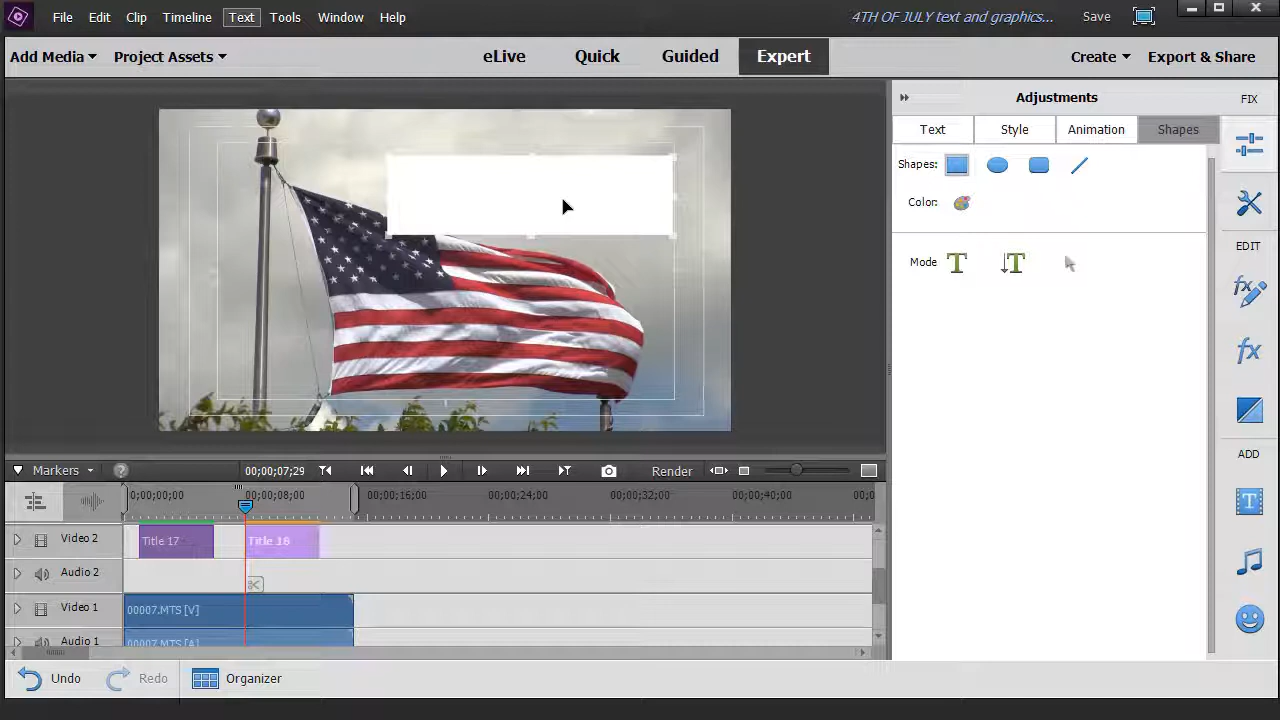 File Edit Clip Timeline Text Tools Window Help 4TH OF JULY text and graphics... Save
Add Media Project Assets eLive Quick Guided Expert Create Export & Share
Adjustments FIX
Text Style Animation Shapes
Shapes:
Color:
Mode T T
EDIT
fx
ADD
T
Markers ? 00;00;07;29 Render
00;00;00 00;00;08;00 00;00;16;00 00;00;24;00 00;00;32;00 00;00;40;00
Video 2 Title 17 Title 18
Audio 2
Video 1 00007.MTS [V]
Audio 1 00007.MTS [A]
Undo Redo Organizer